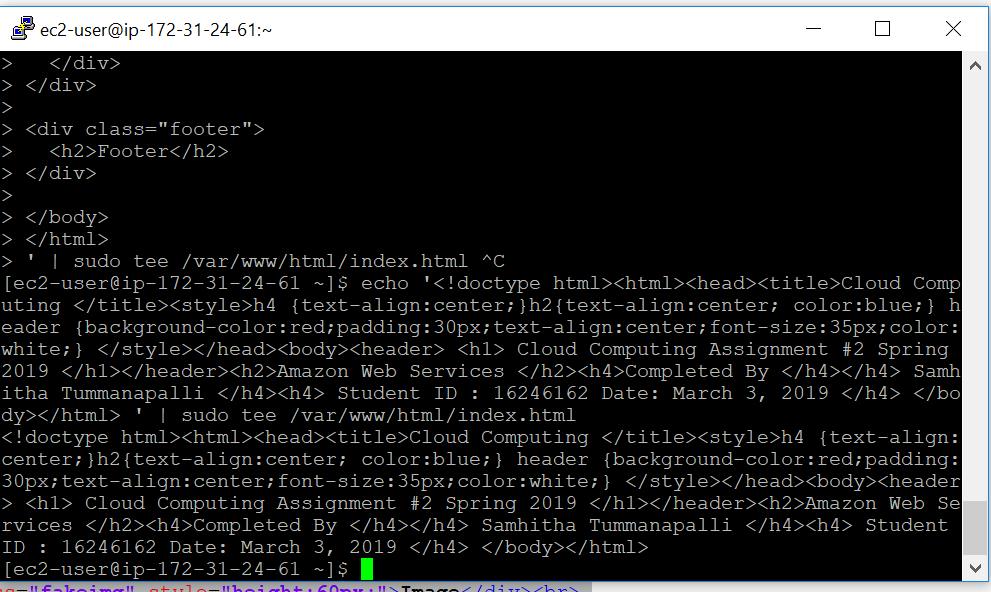 ec2-user@ip-172-31-24-61:~
>   </div>
> </div>
>
> <div class="footer">
>   <h2>Footer</h2>
> </div>
>
> </body>
> </html>
> ' | sudo tee /var/www/html/index.html ^C
[ec2-user@ip-172-31-24-61 ~]$ echo '<!doctype html><html><head><title>Cloud Comp
uting </title><style>h4 {text-align:center;}h2{text-align:center; color:blue;} h
eader {background-color:red;padding:30px;text-align:center;font-size:35px;color:
white;} </style></head><body><header> <h1> Cloud Computing Assignment #2 Spring
2019 </h1></header><h2>Amazon Web Services </h2><h4>Completed By </h4></h4> Samh
itha Tummanapalli </h4><h4> Student ID : 16246162 Date: March 3, 2019 </h4> </bo
dy></html> ' | sudo tee /var/www/html/index.html
<!doctype html><html><head><title>Cloud Computing </title><style>h4 {text-align:
center;}h2{text-align:center; color:blue;} header {background-color:red;padding:
30px;text-align:center;font-size:35px;color:white;} </style></head><body><header
> <h1> Cloud Computing Assignment #2 Spring 2019 </h1></header><h2>Amazon Web Se
rvices </h2><h4>Completed By </h4></h4> Samhitha Tummanapalli </h4><h4> Student
ID : 16246162 Date: March 3, 2019 </h4> </body></html>
[ec2-user@ip-172-31-24-61 ~]$
ss="fakeimg" style="height:60px;">Image</div><br>